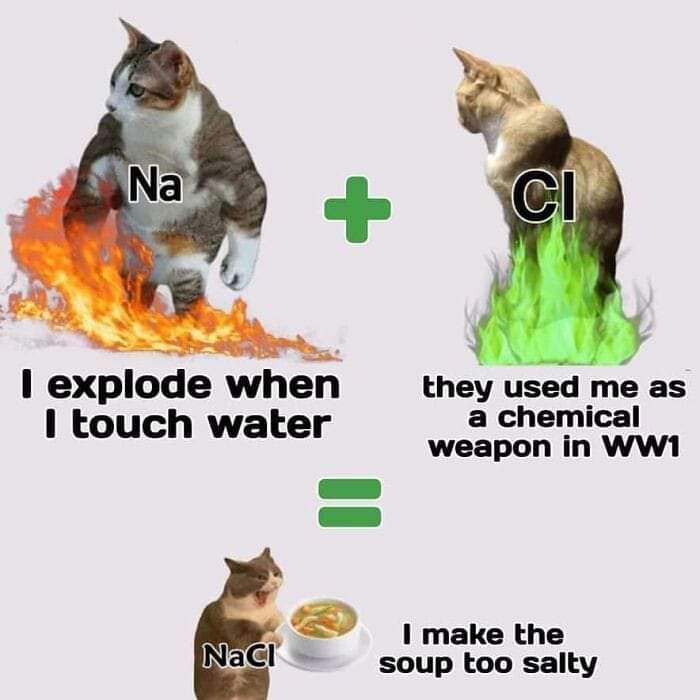 Na
Cl
I explode when
I touch water
they used me as
a chemical
weapon in WW1
NaCl
I make the
soup too salty